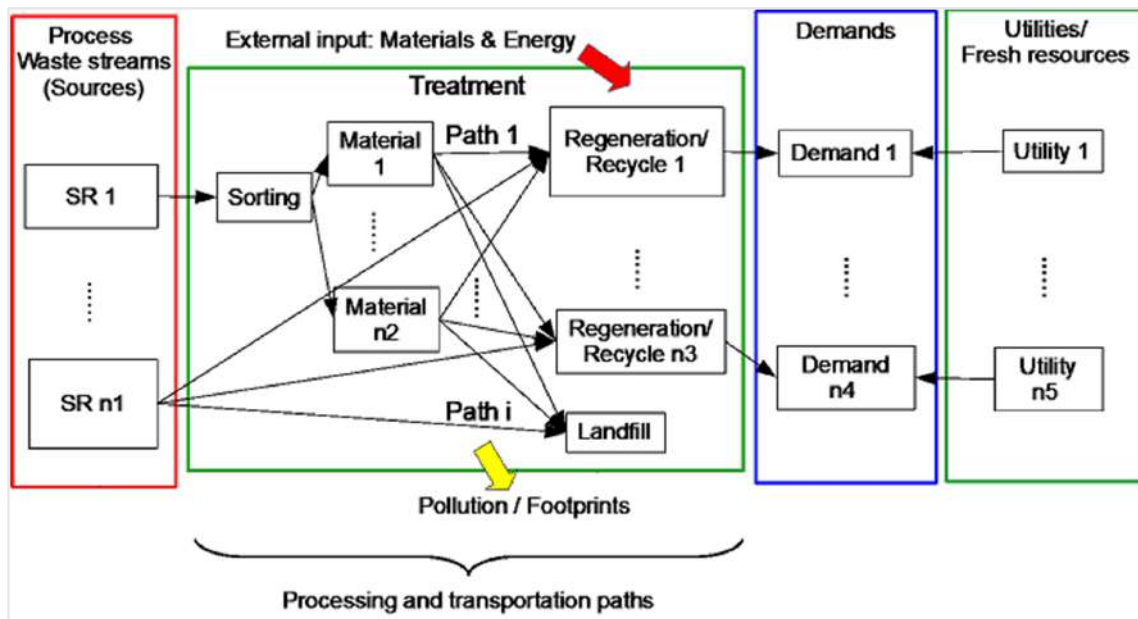 Process
Waste streams
(Sources)
External input: Materials & Energy
Demands
Utilities/
Fresh resources
Treatment
SR 1
SR n1
Sorting
Material
1
Material
n2
Path 1
Path i
Regeneration/
Recycle 1
Regeneration/
Recycle n3
Landfill
Demand 1
Demand
n4
Utility 1
Utility
n5
Pollution / Footprints
Processing and transportation paths